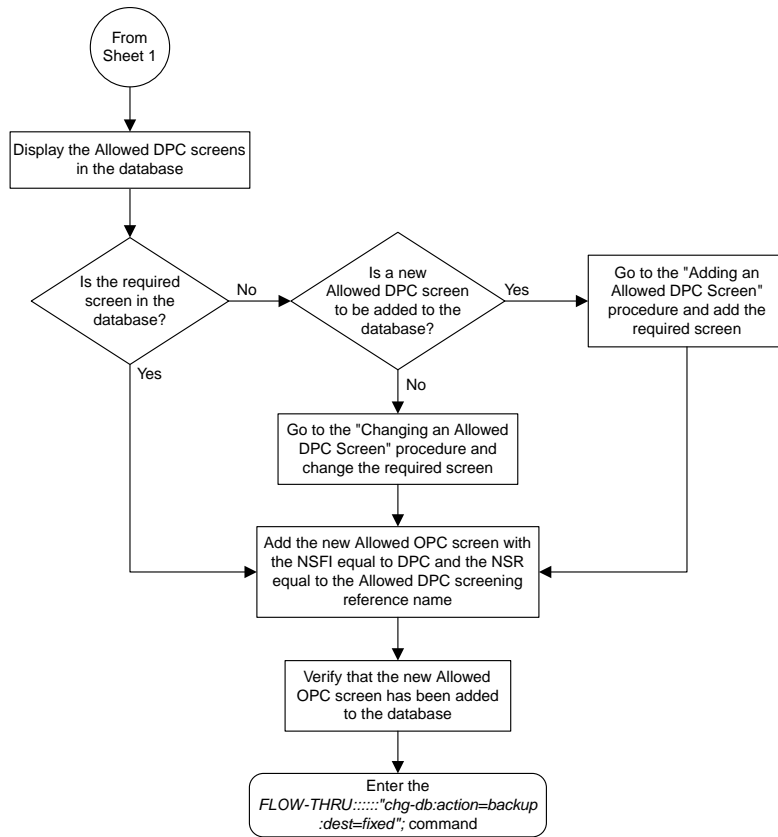 From
Sheet 1
Display the Allowed DPC screens
in the database
Is the required
screen in the
database?
No
Yes
Is a new
Allowed DPC screen
to be added to the
database?
Yes
No
Go to the "Adding an
Allowed DPC Screen"
procedure and add the
required screen
Go to the "Changing an Allowed
DPC Screen" procedure and
change the required screen
Add the new Allowed OPC screen with
the NSFI equal to DPC and the NSR
equal to the Allowed DPC screening
reference name
Verify that the new Allowed
OPC screen has been added
to the database
Enter the
FLOW-THRU::::::"chg-db:action=backup
:dest=fixed"; command